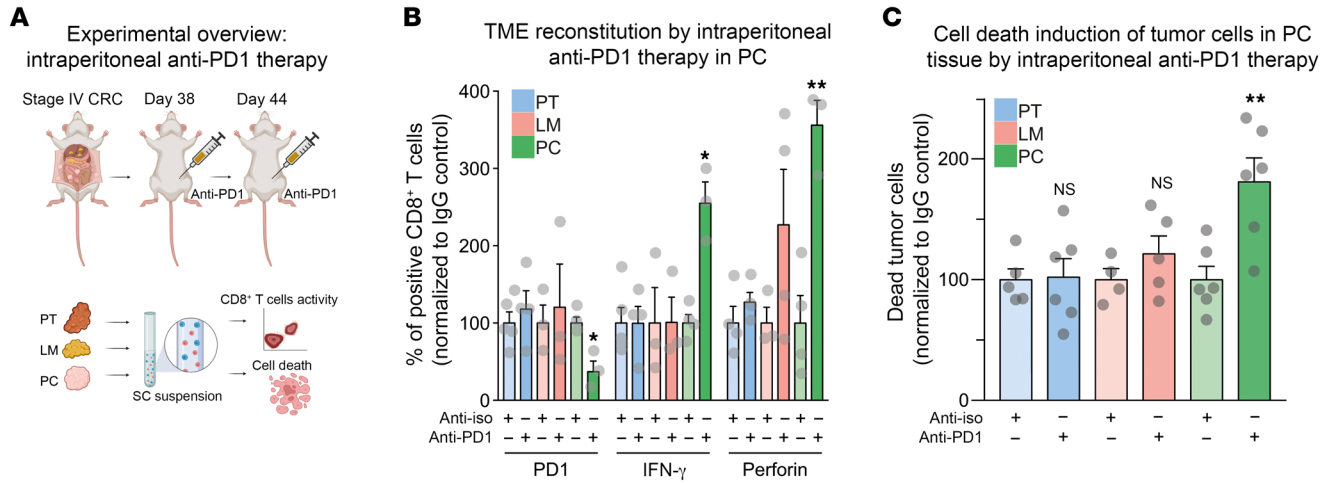 A
Experimental overview:
intraperitoneal anti-PD1 therapy
Stage IV CRC
Day 38
Day 44
Anti-PD1
Anti-PD1
PT
LM
PC
SC suspension
CD8⁺ T cells activity
Cell death
B
TME reconstitution by intraperitoneal
anti-PD1 therapy in PC
% of positive CD8⁺ T cells
(normalized to IgG control)
400
300
200
100
0
PT
LM
PC
*
*
**
Anti-iso + − + − + − + − + − + − + − + − + −
Anti-PD1 − + − + − + − + − + − + − + − + − +
PD1
IFN-γ
Perforin
C
Cell death induction of tumor cells in PC
tissue by intraperitoneal anti-PD1 therapy
Dead tumor cells
(normalized to IgG control)
200
100
0
PT
LM
PC
NS
NS
**
Anti-iso + − + − + −
Anti-PD1 − + − + − +